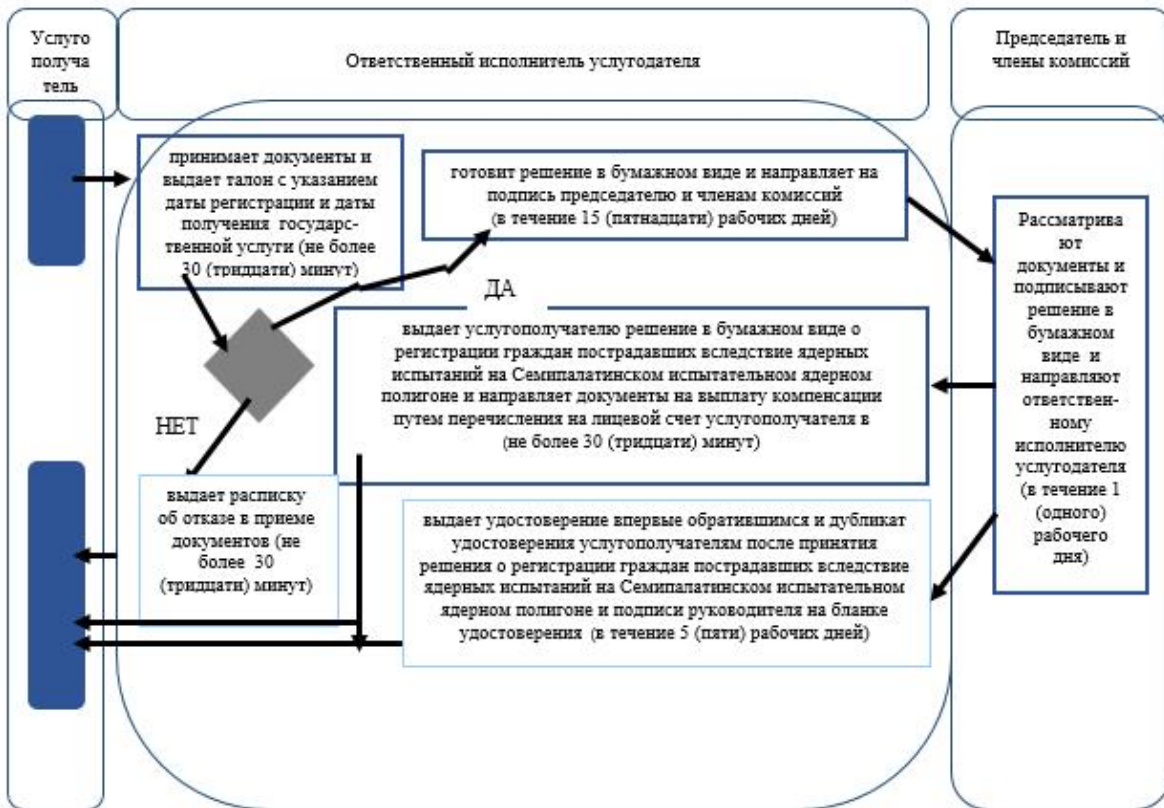 Услуго
получа
тель
Ответственный исполнитель услугодателя
Председатель и
члены комиссий
принимает документы и
выдает талон с указанием
даты регистрации и даты
получения государс-
твенной услуги (не более
30 (тридцати) минут)
готовит решение в бумажном виде и направляет на
подпись председателю и членам комиссий
(в течение 15 (пятнадцати) рабочих дней)
Рассматрива
ют
документы и
подписывают
решение в
бумажном
виде и
направляют
ответствен-
ному
исполнителю
услугодателя
(в течение 1
(одного)
рабочего
дня)
ДА
выдает услугополучателю решение в бумажном виде о
регистрации граждан пострадавших вследствие ядерных
испытаний на Семипалатинском испытательном ядерном
полигоне и направляет документы на выплату компенсации
путем перечисления на лицевой счет услугополучателя в
(не более 30 (тридцати) минут)
НЕТ
выдает расписку
об отказе в приеме
документов (не
более 30
(тридцати) минут)
выдает удостоверение впервые обратившимся и дубликат
удостоверения услугополучателям после принятия
решения о регистрации граждан пострадавших вследствие
ядерных испытаний на Семипалатинском испытательном
ядерном полигоне и подписи руководителя на бланке
удостоверения (в течение 5 (пяти) рабочих дней)